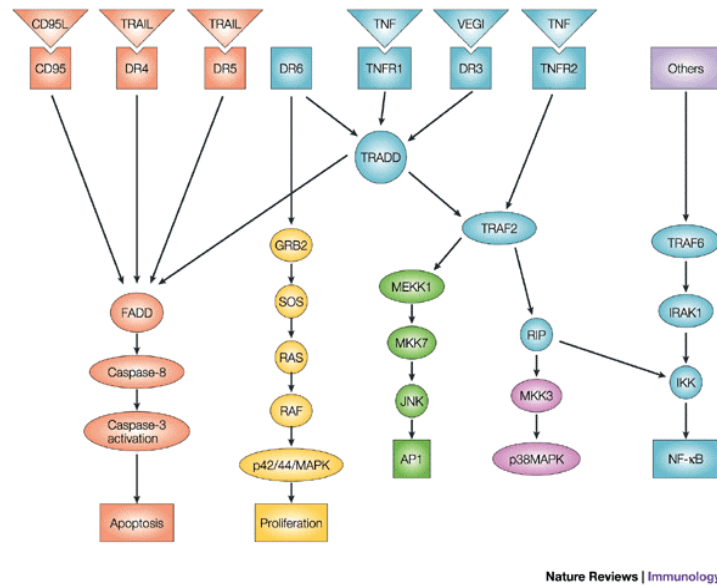 CD95L TRAIL TRAIL TNF VEGI TNF
CD95 DR4 DR5 DR6 TNFR1 DR3 TNFR2 Others
TRADD
TRAF2
GRB2 TRAF6
MEKK1
SOS IRAK1
FADD
MKK7 RIP
RAS
Caspase-8 IKK
MKK3
JNK
RAF
Caspase-3
activation
p42/44/MAPK AP1 p38MAPK NF-κB
Apoptosis Proliferation
Nature Reviews | Immunology